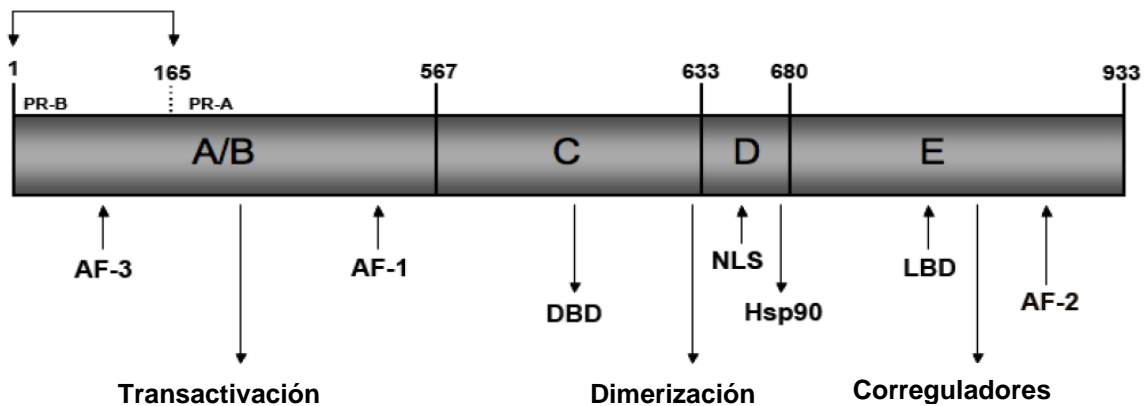 1 165 567 633 680 933
PR-B PR-A
A/B C D E
AF-3 AF-1 DBD NLS Hsp90 LBD AF-2
Transactivación Dimerización Correguladores